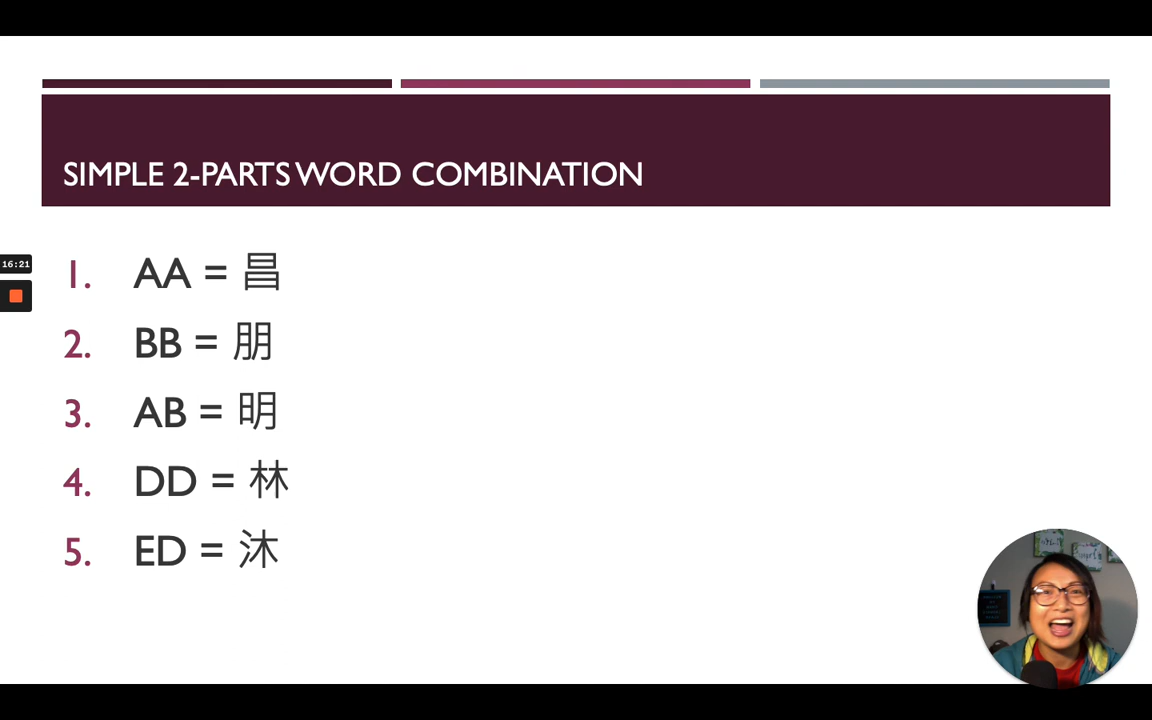 SIMPLE 2-PARTS WORD COMBINATION
16:21
1. AA = 昌
2. BB = 朋
3. AB = 明
4. DD = 林
5. ED = 沐